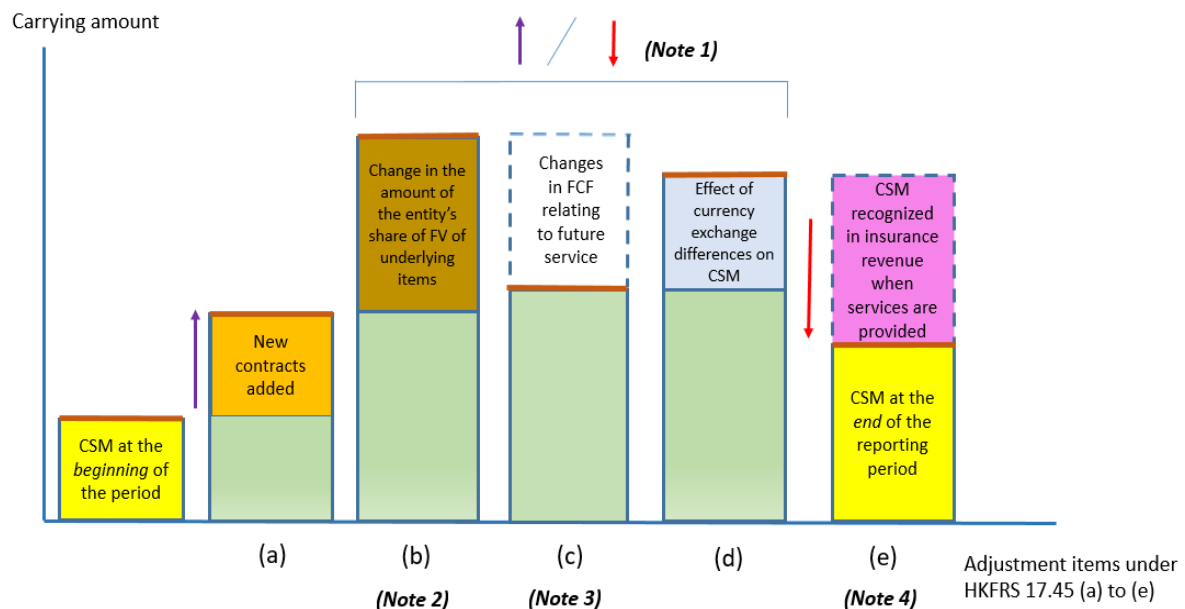 Carrying amount
(Note 1)
Change in the
amount of
the entity's
share of FV of
underlying
items
Changes
in FCF
relating
to future
service
Effect of
currency
exchange
differences on
CSM
CSM
recognized
in insurance
revenue
when
services are
provided
New
contracts
added
CSM at the
beginning of
the period
CSM at the
end of the
reporting
period
(a)
(b)
(c)
(d)
(e)
(Note 2)
(Note 3)
(Note 4)
Adjustment items under
HKFRS 17.45 (a) to (e)